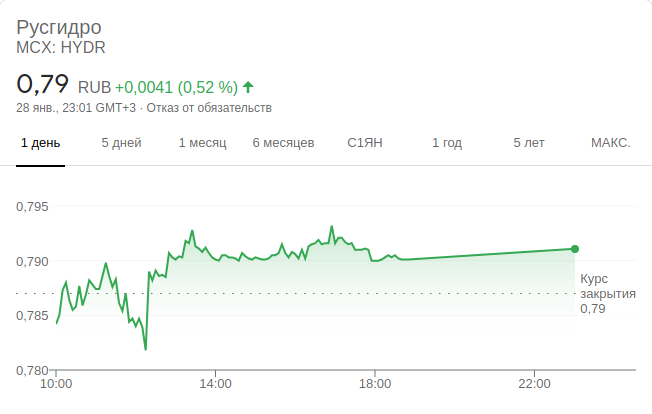 Русгидро
MCX: HYDR
0,79 RUB +0,0041 (0,52 %)
28 янв., 23:01 GMT+3 · Отказ от обязательств
1 день 5 дней 1 месяц 6 месяцев С1ЯН 1 год 5 лет МАКС.
0,795
0,790
Курс
закрытия
0,79
0,785
0,780
10:00 14:00 18:00 22:00